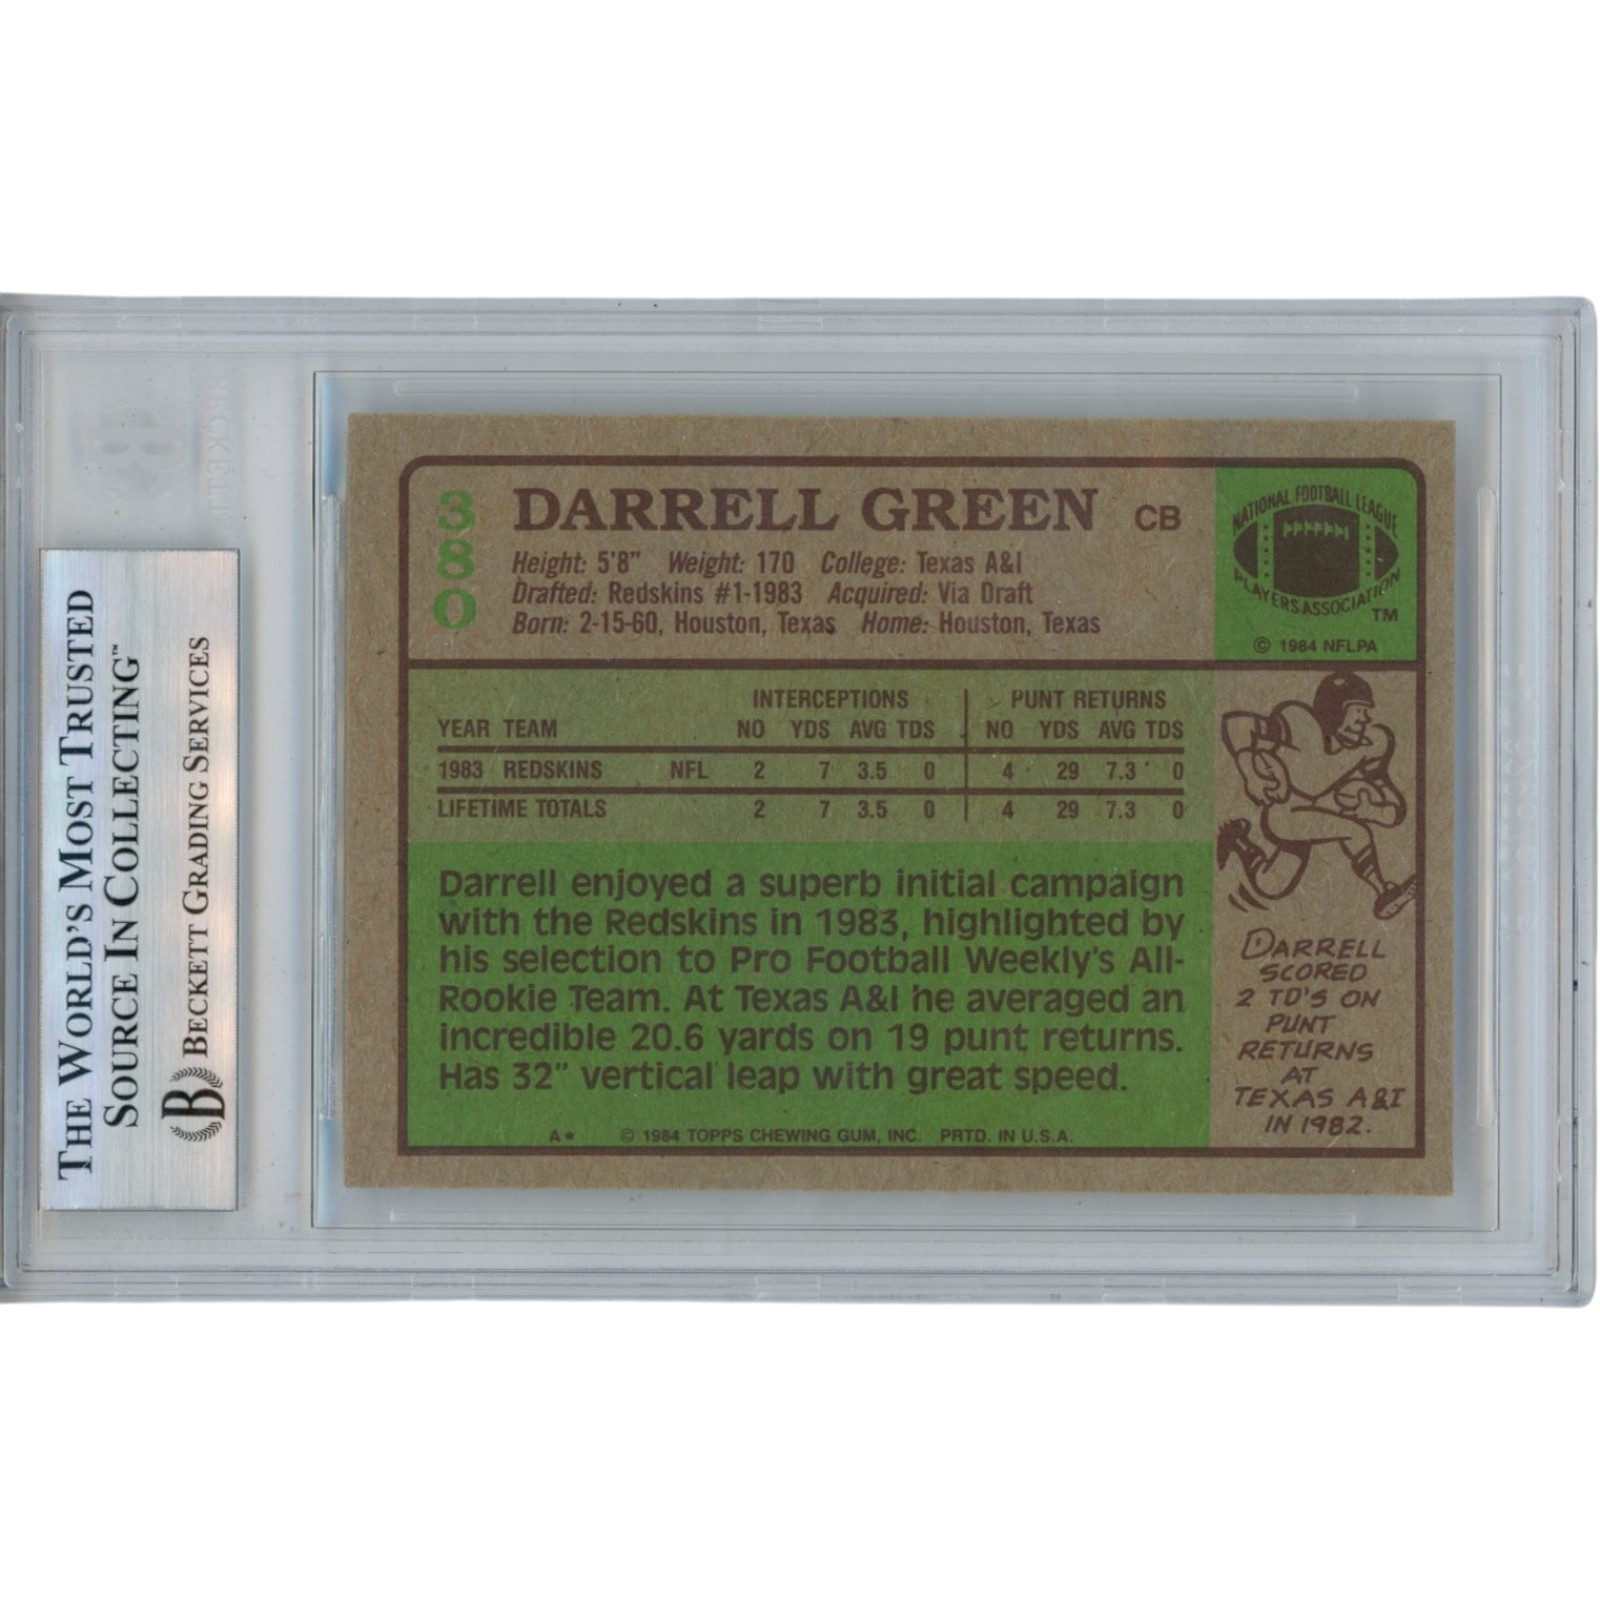 THE WORLD'S MOST TRUSTED
SOURCE IN COLLECTING™
B BECKETT GRADING SERVICES
380
DARRELL GREEN CB
Height: 5'8" Weight: 170 College: Texas A&I
Drafted: Redskins #1-1983 Acquired: Via Draft
Born: 2-15-60, Houston, Texas Home: Houston, Texas
NATIONAL FOOTBALL LEAGUE
PLAYERS ASSOCIATION
TM
© 1984 NFLPA
INTERCEPTIONS PUNT RETURNS
YEAR TEAM NO YDS AVG TDS NO YDS AVG TDS
1983 REDSKINS NFL 2 7 3.5 0 4 29 7.3 0
LIFETIME TOTALS 2 7 3.5 0 4 29 7.3 0
Darrell enjoyed a superb initial campaign
with the Redskins in 1983, highlighted by
his selection to Pro Football Weekly's All-
Rookie Team. At Texas A&I he averaged an
incredible 20.6 yards on 19 punt returns.
Has 32" vertical leap with great speed.
A* © 1984 TOPPS CHEWING GUM, INC. PRTD. IN U.S.A.
DARRELL
SCORED
2 TD'S ON
PUNT
RETURNS
AT
TEXAS A&I
IN 1982.